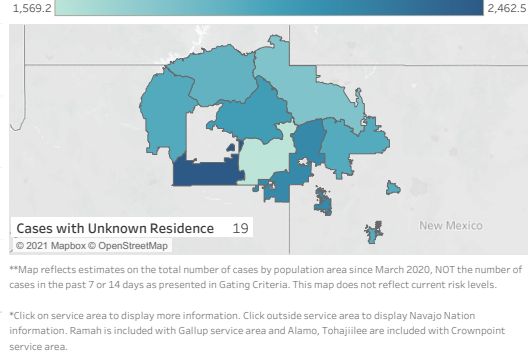 1,569.2 2,462.5
Cases with Unknown Residence 19
New Mexico
© 2021 Mapbox © OpenStreetMap
**Map reflects estimates on the total number of cases by population area since March 2020, NOT the number of
cases in the past 7 or 14 days as presented in Gating Criteria. This map does not reflect current risk levels.
*Click on service area to display more information. Click outside service area to display Navajo Nation
information. Ramah is included with Gallup service area and Alamo, Tohajiilee are included with Crownpoint
service area.